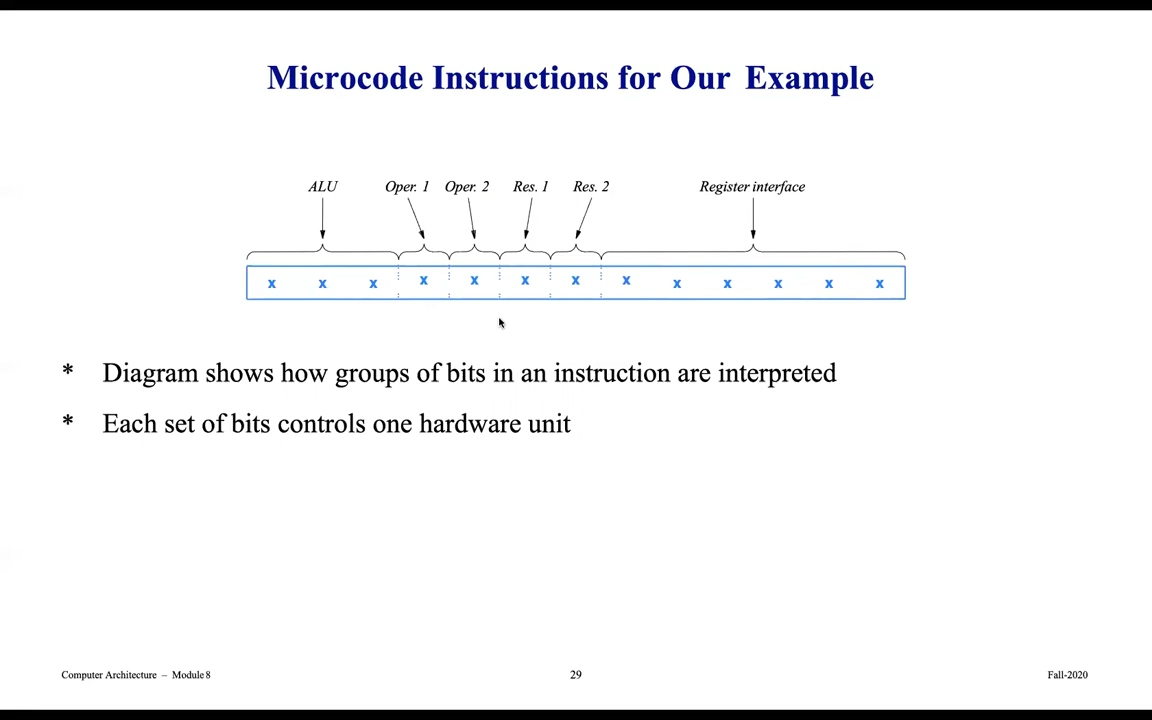 Microcode Instructions for Our Example
ALU Oper. 1 Oper. 2 Res. 1 Res. 2 Register interface
x x x x x x x x x x x x x
* Diagram shows how groups of bits in an instruction are interpreted
* Each set of bits controls one hardware unit
Computer Architecture – Module 8 29 Fall-2020